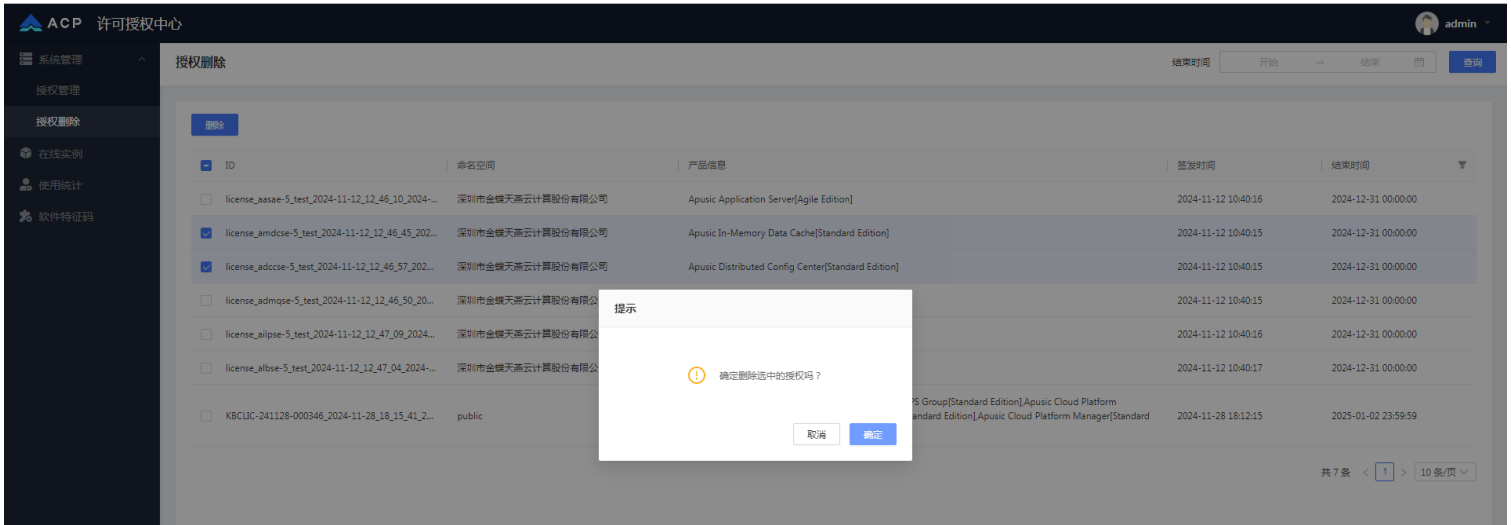 ACP 许可授权中心
admin
系统管理
授权管理
授权删除
在线实例
使用统计
软件特征码
授权删除
结束时间 开始 → 结束 查询
删除
ID 命名空间 产品信息 签发时间 结束时间
license_aasae-5_test_2024-11-12_12_46_10_2024-... 深圳市金蝶天燕云计算股份有限公司 Apusic Application Server[Agile Edition] 2024-11-12 10:40:16 2024-12-31 00:00:00
license_amdcse-5_test_2024-11-12_12_46_45_202... 深圳市金蝶天燕云计算股份有限公司 Apusic In-Memory Data Cache[Standard Edition] 2024-11-12 10:40:15 2024-12-31 00:00:00
license_adccse-5_test_2024-11-12_12_46_57_202... 深圳市金蝶天燕云计算股份有限公司 Apusic Distributed Config Center[Standard Edition] 2024-11-12 10:40:15 2024-12-31 00:00:00
license_admqse-5_test_2024-11-12_12_46_50_20... 深圳市金蝶天燕云计算股份有限公 2024-11-12 10:40:15 2024-12-31 00:00:00
license_ailpse-5_test_2024-11-12_12_47_09_2024... 深圳市金蝶天燕云计算股份有限公 2024-11-12 10:40:16 2024-12-31 00:00:00
license_albse-5_test_2024-11-12_12_47_04_2024-... 深圳市金蝶天燕云计算股份有限公 2024-11-12 10:40:17 2024-12-31 00:00:00
PS Group[Standard Edition],Apusic Cloud Platform
KBCLIC-241128-000346_2024-11-28_18_15_41_2... public andard Edition],Apusic Cloud Platform Manager[Standard 2024-11-28 18:12:15 2025-01-02 23:59:59
提示
确定删除选中的授权吗？
取消 确定
共 7 条 < 1 > 10 条/页